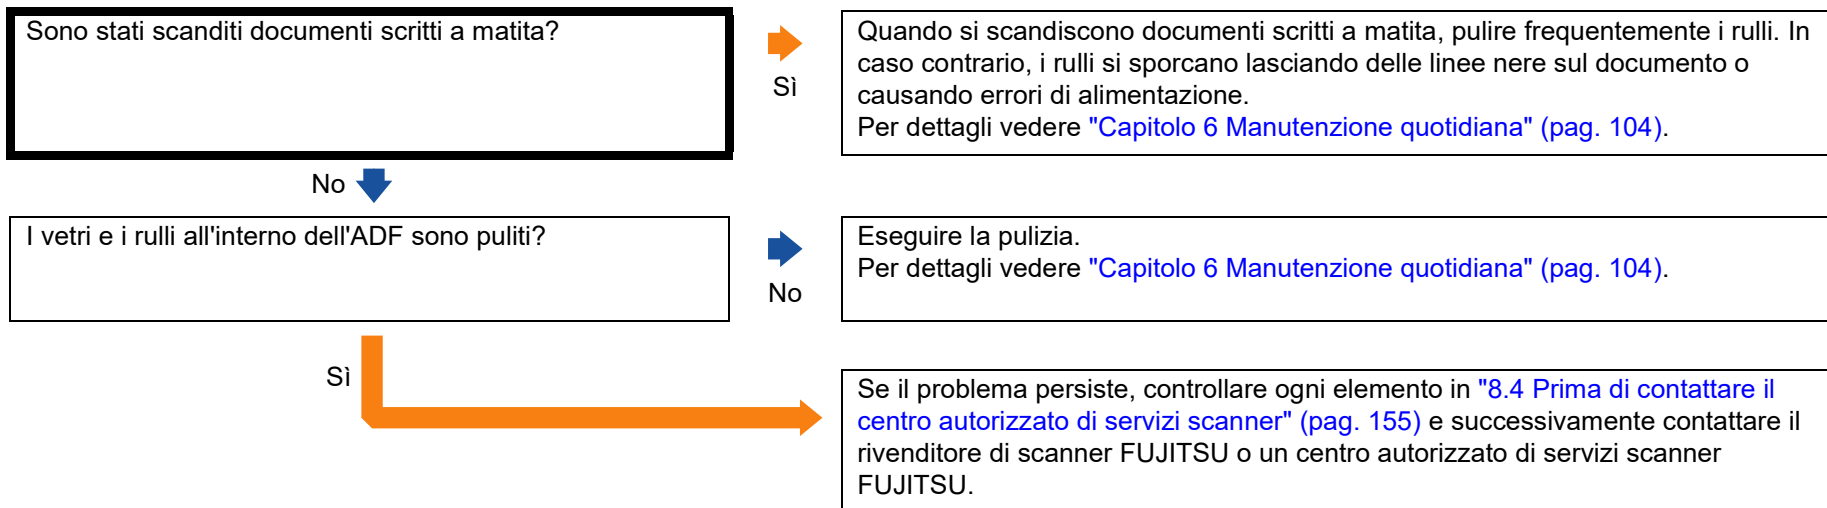 Sono stati scanditi documenti scritti a matita?
Sì
Quando si scandiscono documenti scritti a matita, pulire frequentemente i rulli. In
caso contrario, i rulli si sporcano lasciando delle linee nere sul documento o
causando errori di alimentazione.
Per dettagli vedere "Capitolo 6 Manutenzione quotidiana" (pag. 104).
No
I vetri e i rulli all'interno dell'ADF sono puliti?
No
Eseguire la pulizia.
Per dettagli vedere "Capitolo 6 Manutenzione quotidiana" (pag. 104).
Sì
Se il problema persiste, controllare ogni elemento in "8.4 Prima di contattare il
centro autorizzato di servizi scanner" (pag. 155) e successivamente contattare il
rivenditore di scanner FUJITSU o un centro autorizzato di servizi scanner
FUJITSU.